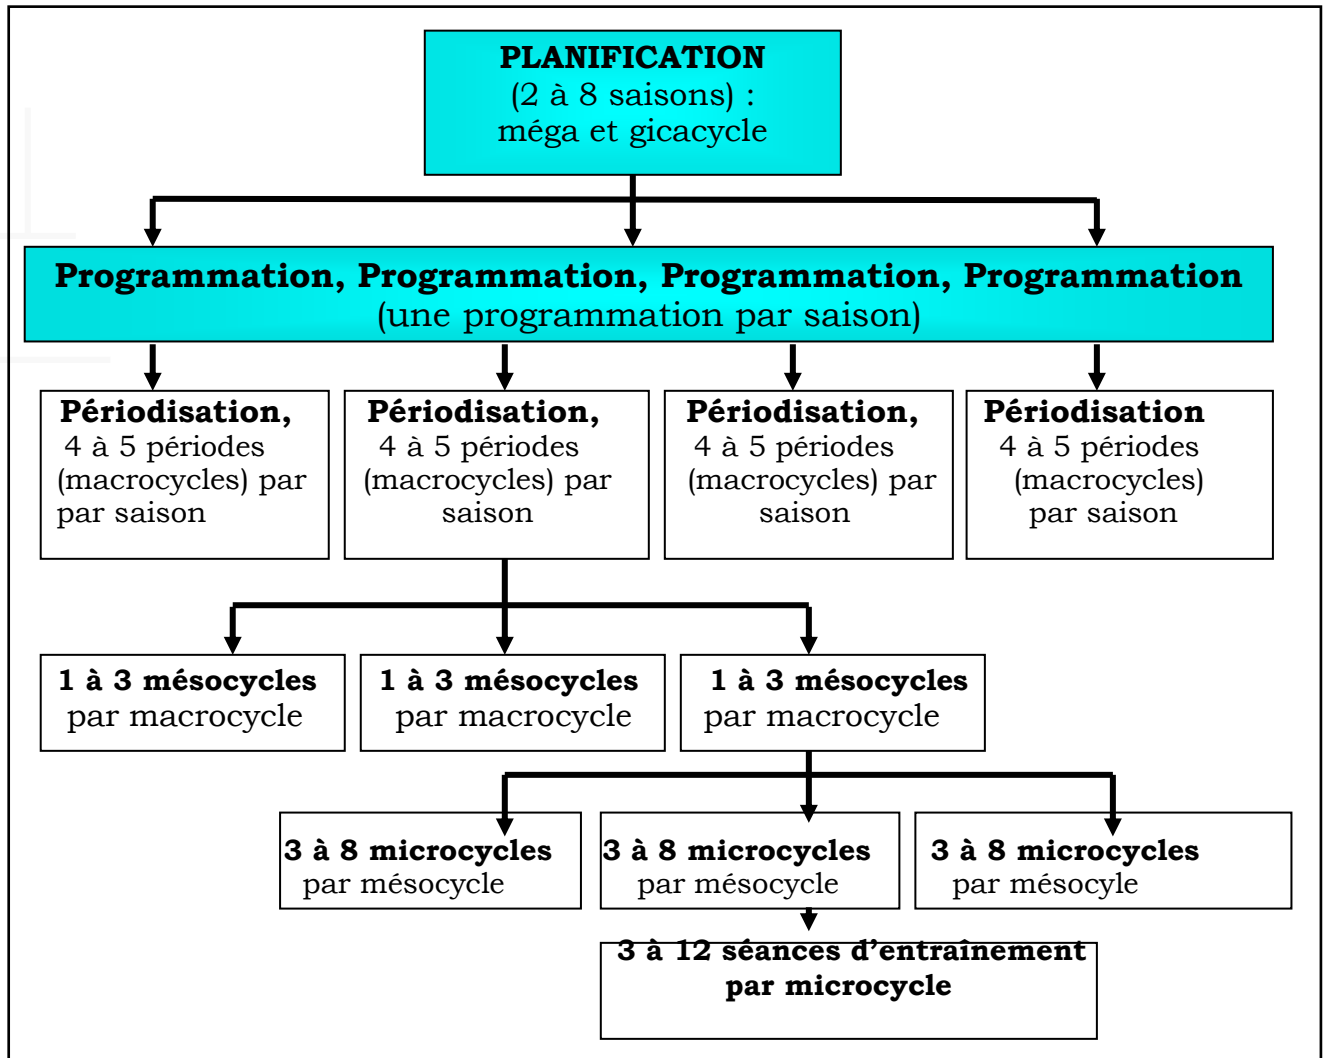 PLANIFICATION
(2 à 8 saisons) :
méga et gicacycle
Programmation, Programmation, Programmation, Programmation
(une programmation par saison)
Périodisation,
4 à 5 périodes
(macrocycles) par
par saison
Périodisation,
4 à 5 périodes
(macrocycles) par
saison
Périodisation,
4 à 5 périodes
(macrocycles) par
saison
Périodisation
4 à 5 périodes
(macrocycles)
par saison
1 à 3 mésocycles
par macrocycle
1 à 3 mésocycles
par macrocycle
1 à 3 mésocycles
par macrocycle
3 à 8 microcycles
par mésocycle
3 à 8 microcycles
par mésocycle
3 à 8 microcycles
par mésocyle
3 à 12 séances d’entraînement
par microcycle